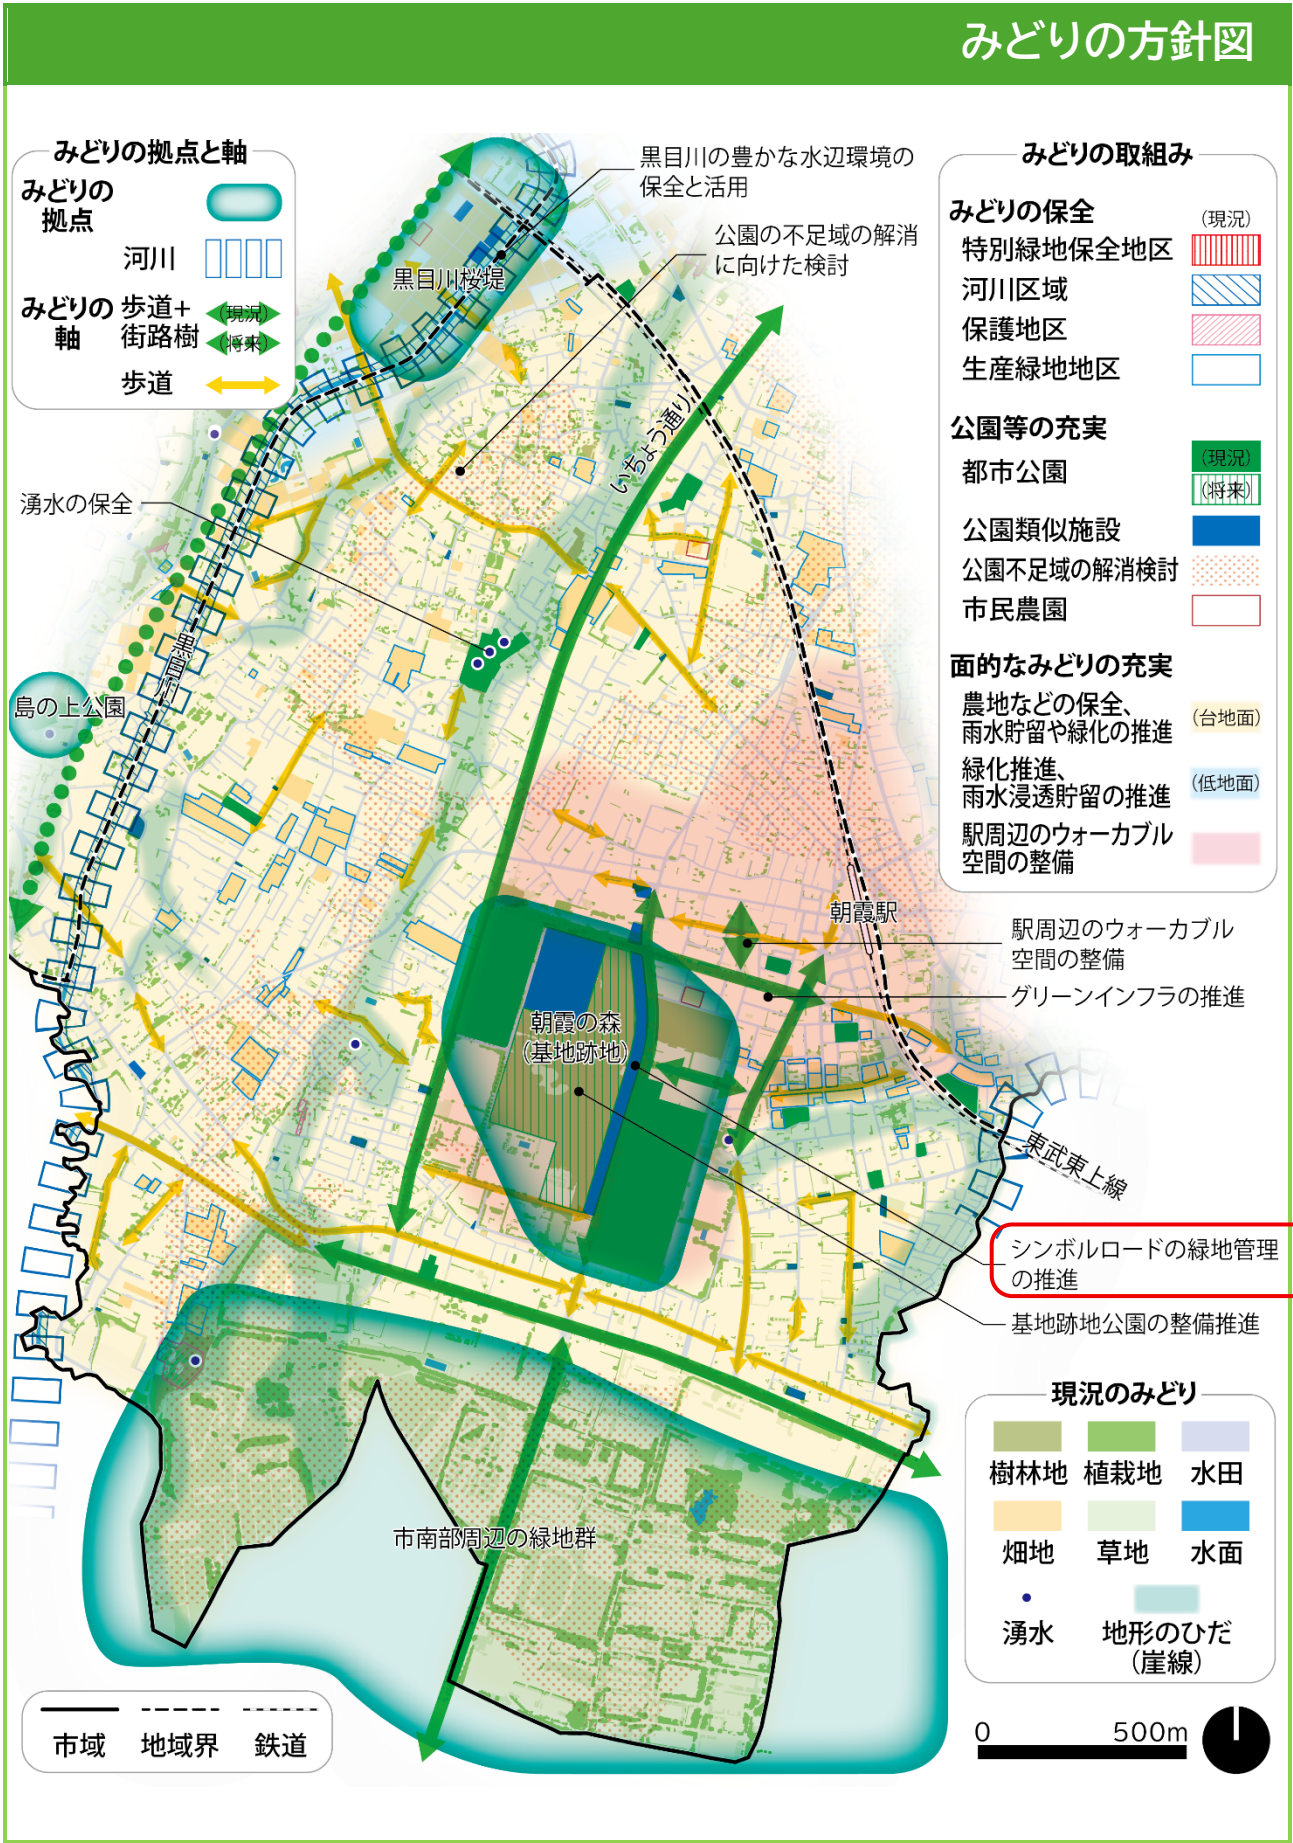 みどりの方針図
みどりの拠点と軸
みどりの
拠点
河川
みどりの
軸
歩道+
街路樹
(現況)
(将来)
歩道
黒目川の豊かな水辺環境の
保全と活用
公園の不足域の解消
に向けた検討
黒目川桜堤
いちょう通り
湧水の保全
黒目川
島の上公園
朝霞駅
朝霞の森
(基地跡地)
駅周辺のウォーカブル
空間の整備
グリーンインフラの推進
東武東上線
シンボルロードの緑地管理
の推進
基地跡地公園の整備推進
市南部周辺の緑地群
みどりの取組み
みどりの保全
(現況)
特別緑地保全地区
河川区域
保護地区
生産緑地地区
公園等の充実
都市公園
(現況)
(将来)
公園類似施設
公園不足域の解消検討
市民農園
面的なみどりの充実
農地などの保全、
雨水貯留や緑化の推進
(台地面)
緑化推進、
雨水浸透貯留の推進
(低地面)
駅周辺のウォーカブル
空間の整備
現況のみどり
樹林地 植栽地 水田
畑地 草地 水面
湧水 地形のひだ
(崖線)
市域 地域界 鉄道
0 500m